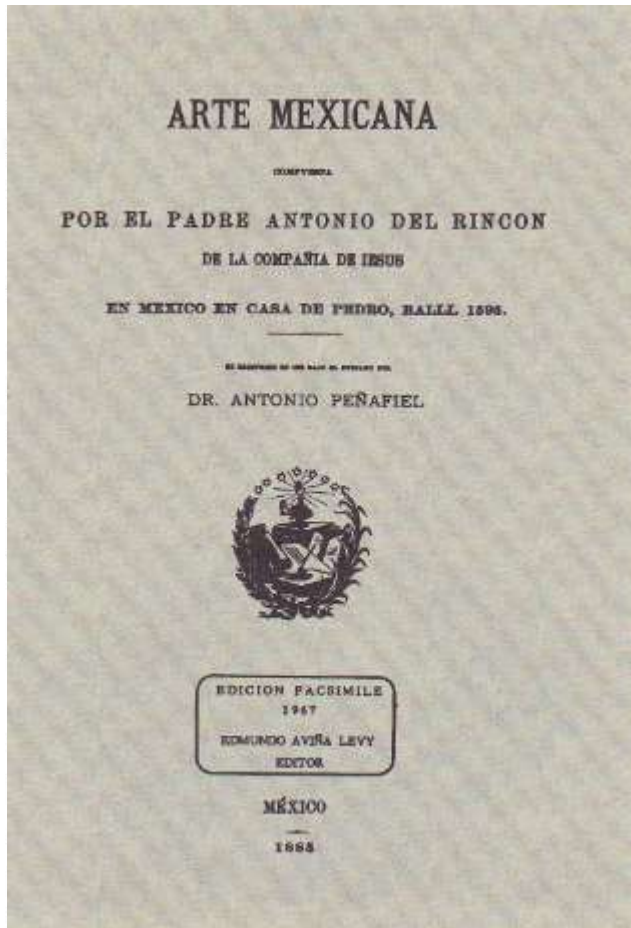 ARTE MEXICANA
COMPVESTA
POR EL PADRE ANTONIO DEL RINCON
DE LA COMPAÑIA DE IESUS
EN MEXICO EN CASA DE PEDRO, BALLI. 1595.
DR. ANTONIO PEÑAFIEL
EDICION FACSIMILE
1967
EDMUNDO AVIÑA LEVY
EDITOR
MÉXICO
1885